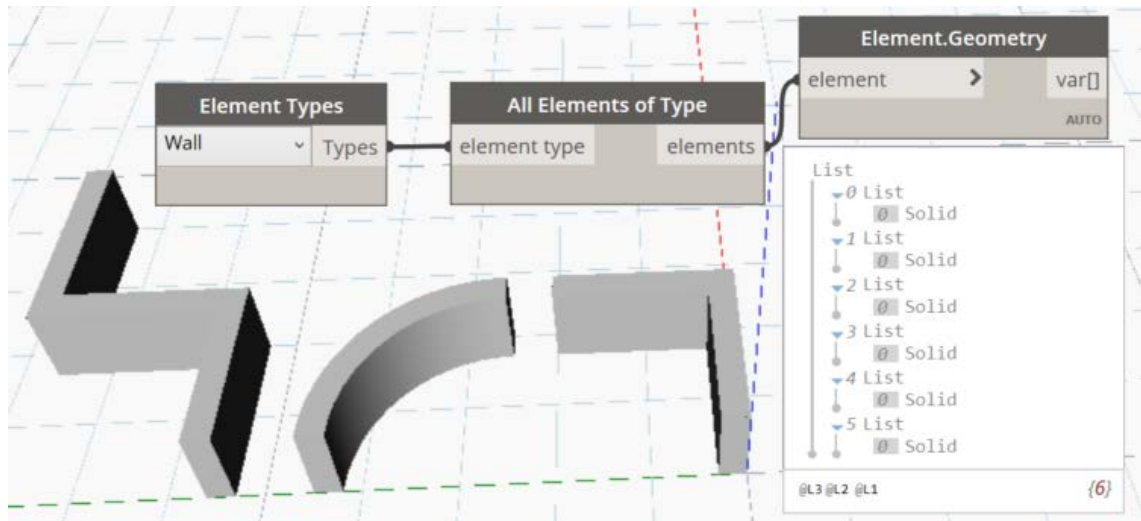 Element Types
Wall
Types
All Elements of Type
element type
elements
Element.Geometry
element
>
var[]
AUTO
List
0 List
0 Solid
1 List
0 Solid
2 List
0 Solid
3 List
0 Solid
4 List
0 Solid
5 List
0 Solid
@L3 @L2 @L1
{6}